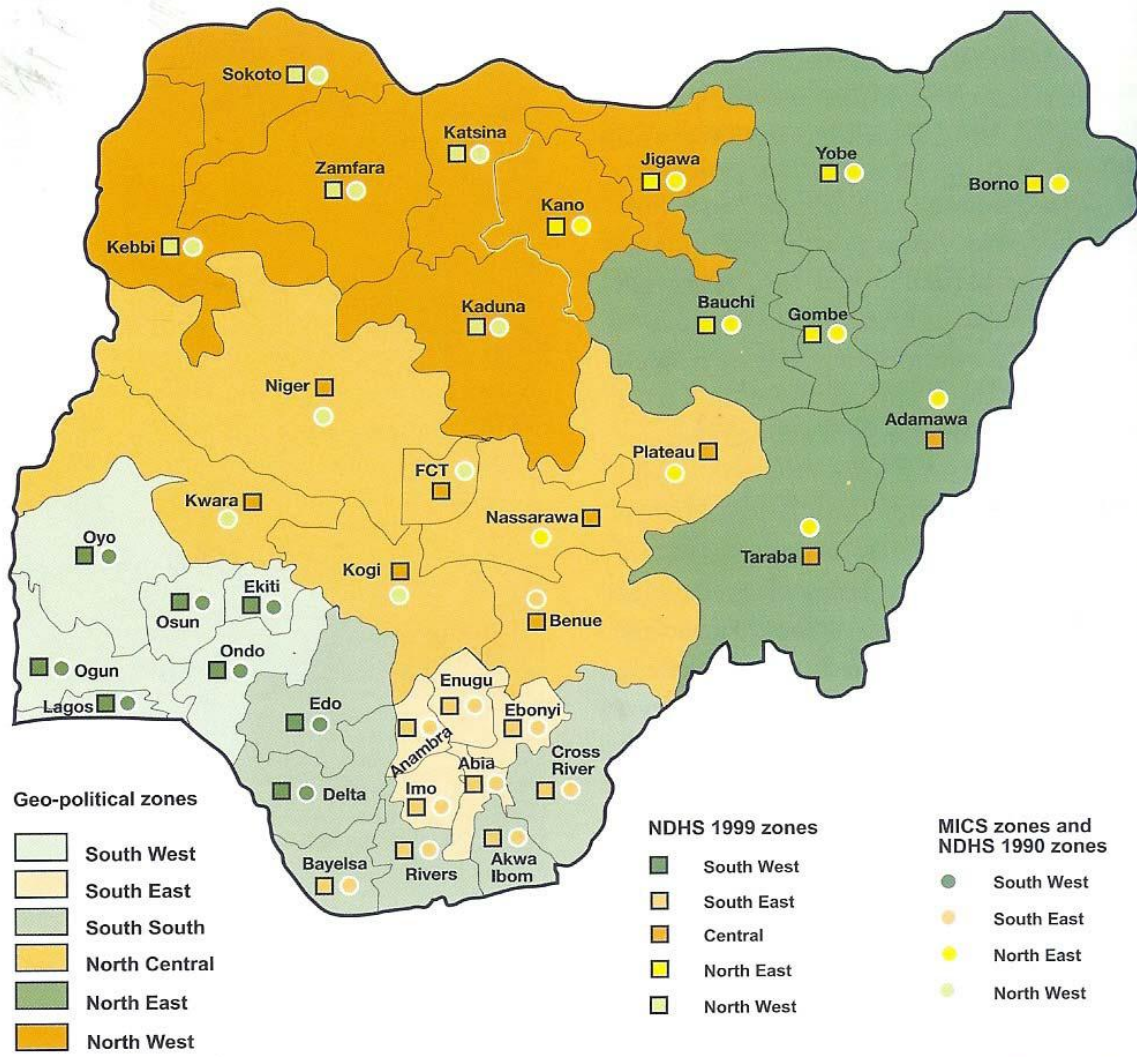 Sokoto
Katsina
Zamfara
Jigawa
Yobe
Borno
Kano
Kebbi
Kaduna
Bauchi
Gombe
Niger
Adamawa
Plateau
FCT
Kwara
Nassarawa
Oyo
Taraba
Kogi
Ekiti
Osun
Benue
Ondo
Ogun
Enugu
Lagos
Edo
Ebonyi
Anambra
Cross
River
Abia
Imo
Delta
Bayelsa
Rivers
Akwa
Ibom
Geo-political zones
South West
South East
South South
North Central
North East
North West
NDHS 1999 zones
South West
South East
Central
North East
North West
MICS zones and
NDHS 1990 zones
South West
South East
North East
North West